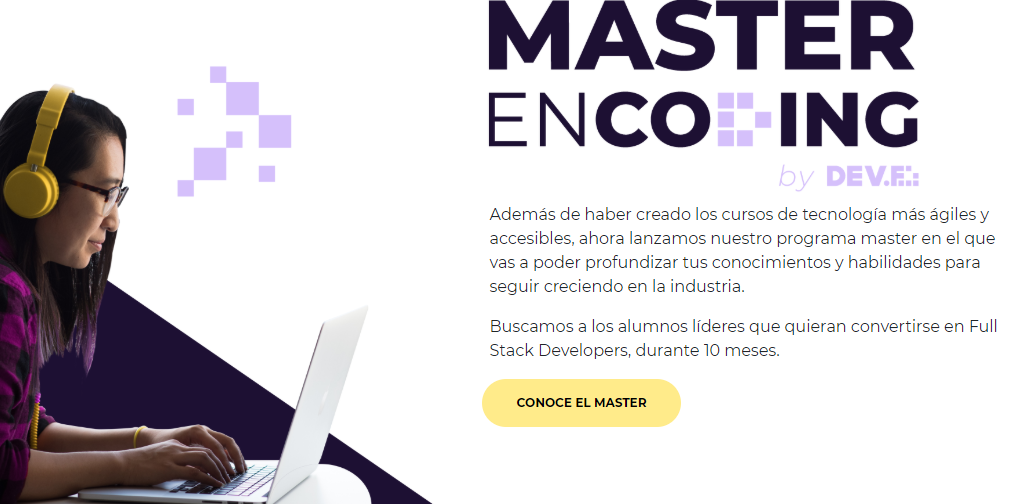 MASTER
EN CODING
by DEV.F.
Además de haber creado los cursos de tecnología más ágiles y
accesibles, ahora lanzamos nuestro programa master en el que
vas a poder profundizar tus conocimientos y habilidades para
seguir creciendo en la industria.
Buscamos a los alumnos líderes que quieran convertirse en Full
Stack Developers, durante 10 meses.
CONOCE EL MASTER